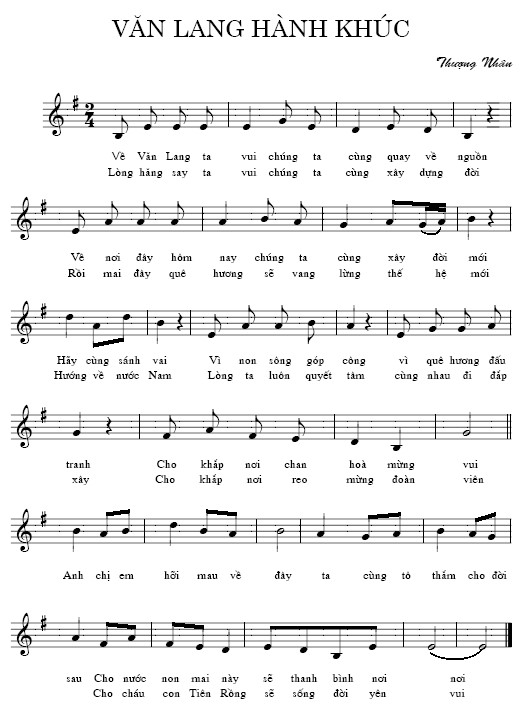 VĂN LANG HÀNH KHÚC
Thượng Nhân
2
4
Về Văn Lang ta vui chúng ta cùng quay về nguồn
Lòng hăng say ta vui chúng ta cùng xây dựng đời
Về nơi đây hôm nay chúng ta cùng xây đời mới
Rồi mai đây quê hương sẽ vang lừng thế hệ mới
Hãy cùng sánh vai Vì non sông góp công vì quê hương đấu
Hướng về nước Nam Lòng ta luôn quyết tâm cùng nhau đi đắp
tranh Cho khắp nơi chan hoà mừng vui
xây Cho khắp nơi reo mừng đoàn viên
Anh chị em hỡi mau về đây ta cùng tô thắm cho đời
sau Cho nước non mai này sẽ thanh bình nơi nơi
Cho cháu con Tiên Rồng sẽ sống đời yên vui